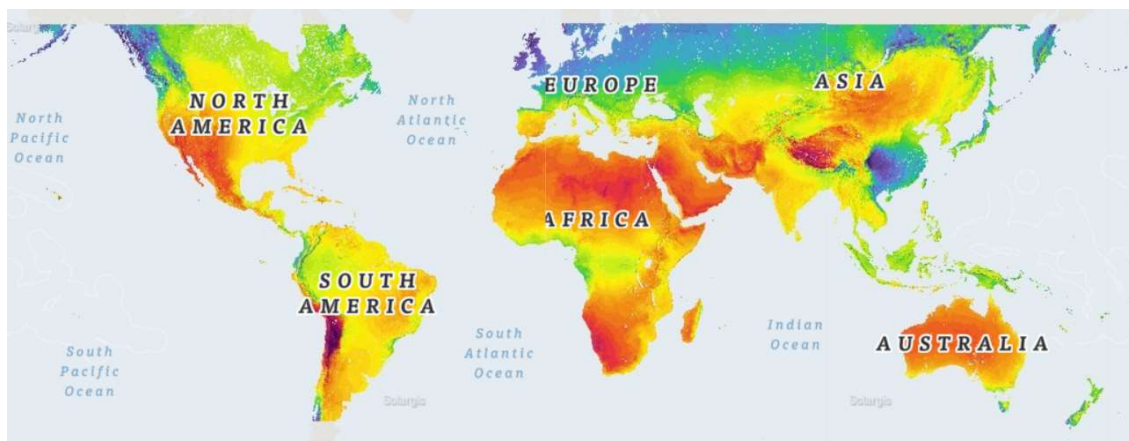 Solargis
NORTH
AMERICA
North
Pacific
Ocean
North
Atlantic
Ocean
EUROPE
ASIA
AFRICA
SOUTH
AMERICA
South
Pacific
Ocean
South
Atlantic
Ocean
Indian
Ocean
AUSTRALIA
Solargis
Solargis